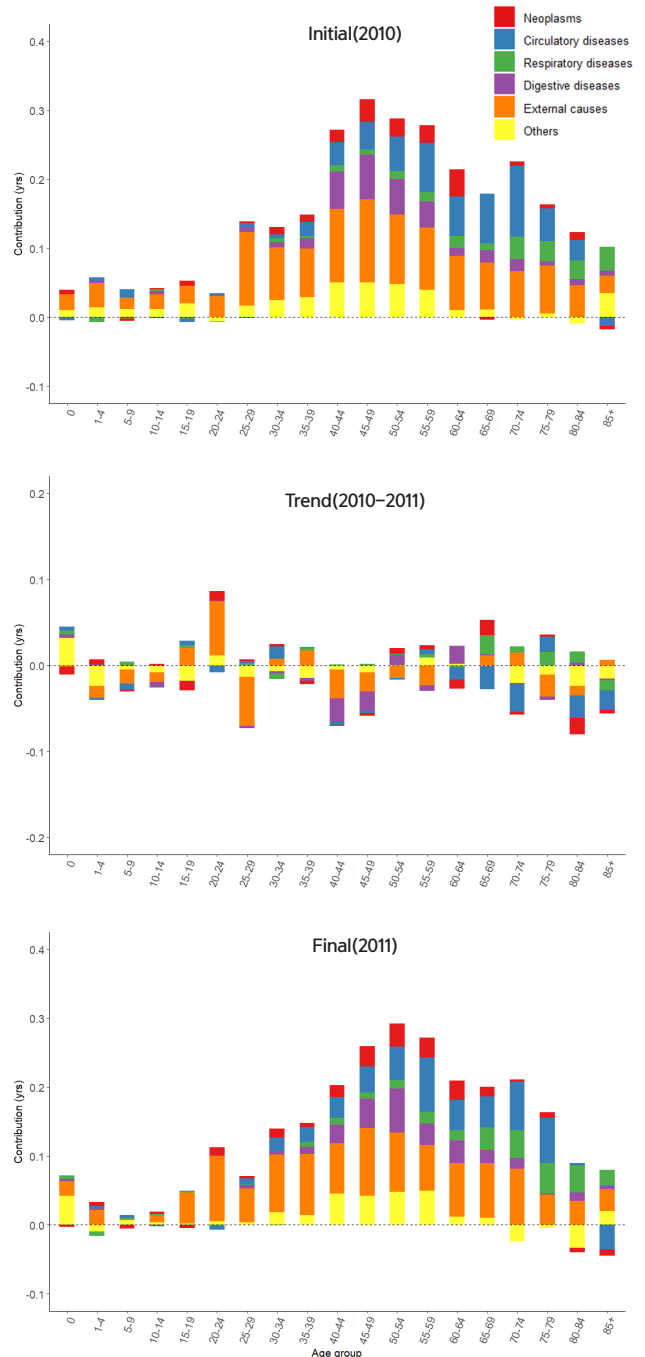 Initial(2010)
Neoplasms
Circulatory diseases
Respiratory diseases
Digestive diseases
External causes
Others
Contribution (yrs)
0.4
0.3
0.2
0.1
0.0
-0.1
0 1-4 5-9 10-14 15-19 20-24 25-29 30-34 35-39 40-44 45-49 50-54 55-59 60-64 65-69 70-74 75-79 80-84 85+
Trend(2010-2011)
Contribution (yrs)
0.2
0.1
0.0
-0.1
-0.2
0 1-4 5-9 10-14 15-19 20-24 25-29 30-34 35-39 40-44 45-49 50-54 55-59 60-64 65-69 70-74 75-79 80-84 85+
Final(2011)
Contribution (yrs)
0.4
0.3
0.2
0.1
0.0
-0.1
0 1-4 5-9 10-14 15-19 20-24 25-29 30-34 35-39 40-44 45-49 50-54 55-59 60-64 65-69 70-74 75-79 80-84 85+
Age group